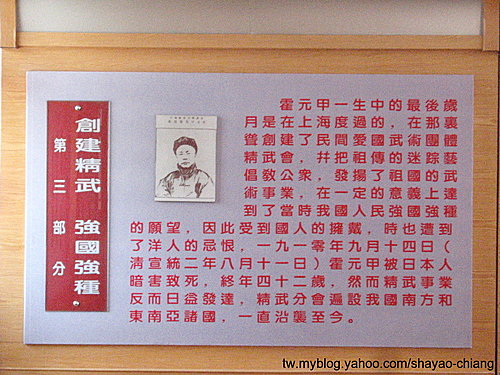 創建精武 強國強種
第三部分
霍元甲一生中的最後歲
月是在上海度過的，在那裏
曾創建了民間愛國武術團體
精武會，幷把祖傳的迷踪藝
倡教公衆，發揚了祖國的武
術事業，在一定的意義上達
到了當時我國人民強國強種
的願望，因此受到國人的擁戴，時也遭到
了洋人的忌恨，一九一零年九月十四日（
清宣統二年八月十一日）霍元甲被日本人
暗害致死，終年四十二歲，然而精武事業
反而日益發達，精武分會遍設我國南方和
東南亞諸國，一直沿襲至今。
tw.myblog.yahoo.com/shayao-chiang